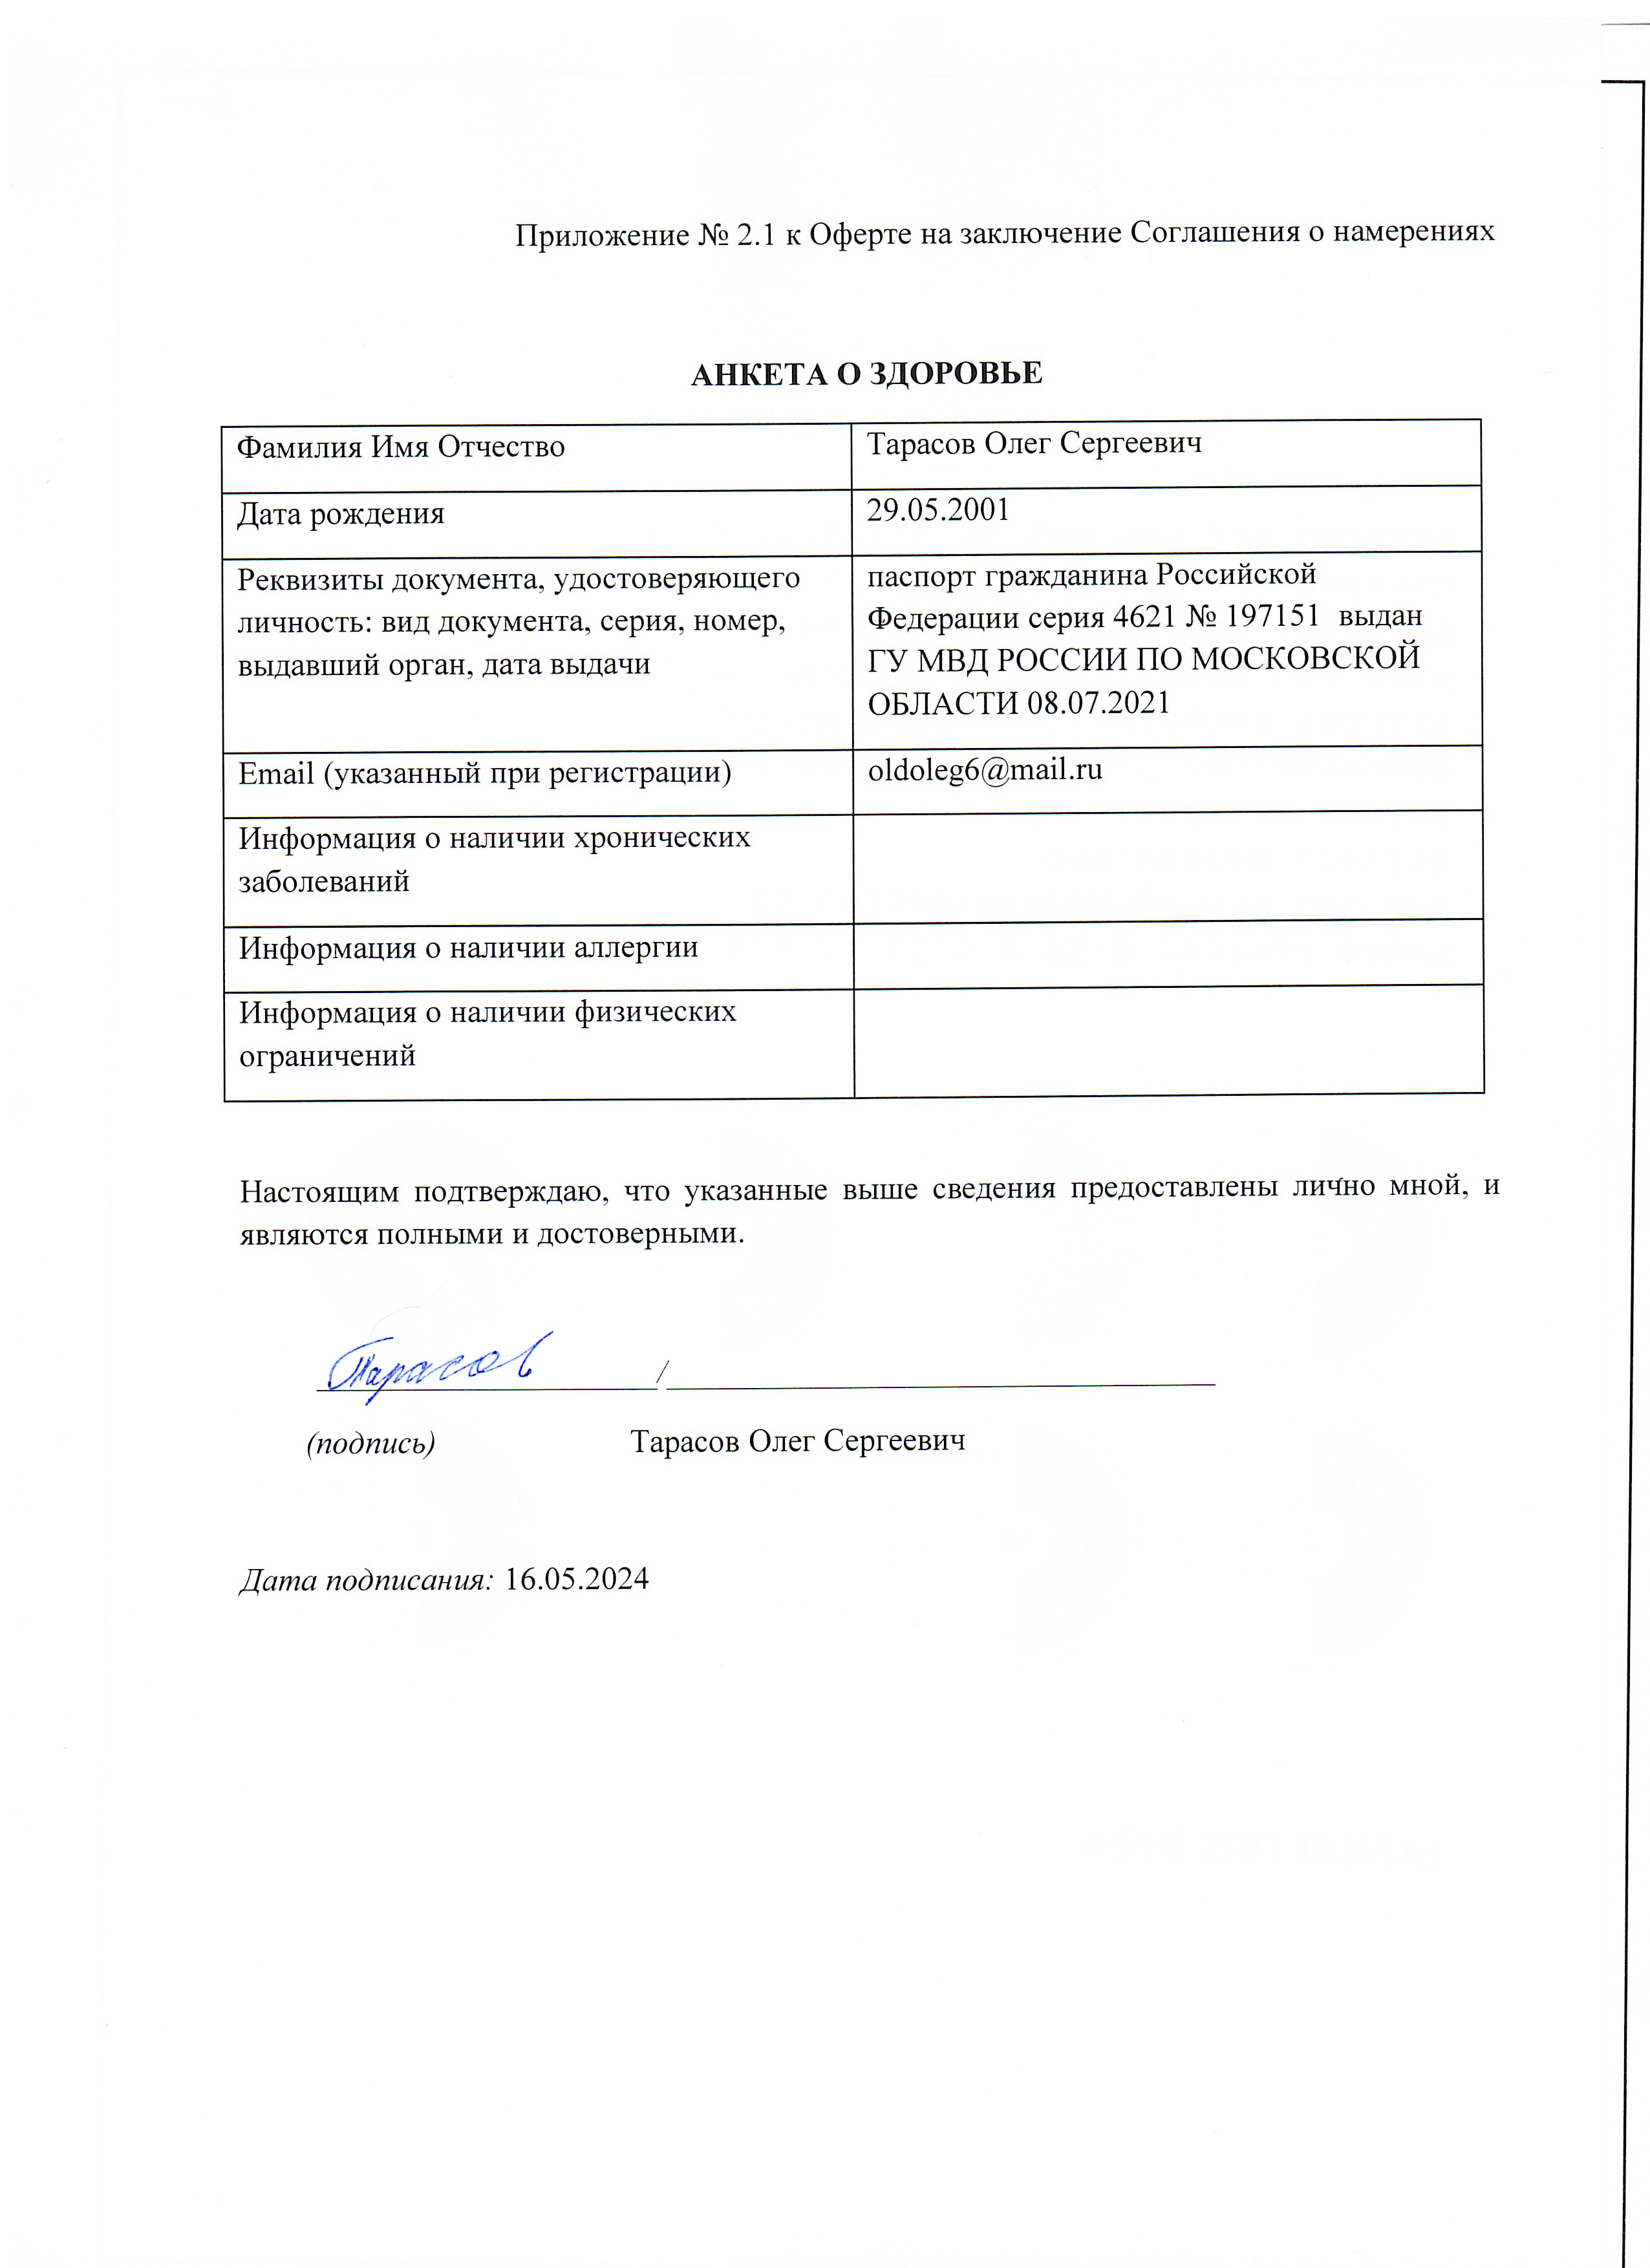 Приложение № 2.1 к Оферте на заключение Соглашения о намерениях
АНКЕТА О ЗДОРОВЬЕ
Фамилия Имя Отчество
Тарасов Олег Сергеевич
Дата рождения
29.05.2001
Реквизиты документа, удостоверяющего
личность: вид документа, серия, номер,
выдавший орган, дата выдачи
паспорт гражданина Российской
Федерации серия 4621 № 197151 выдан
ГУ МВД РОССИИ ПО МОСКОВСКОЙ
ОБЛАСТИ 08.07.2021
Email (указанный при регистрации)
oldoleg6@mail.ru
Информация о наличии хронических
заболеваний
Информация о наличии аллергии
Информация о наличии физических
ограничений
Настоящим подтверждаю, что указанные выше сведения предоставлены лично мной, и
являются полными и достоверными.
Тарасов /
(подпись) Тарасов Олег Сергеевич
Дата подписания: 16.05.2024